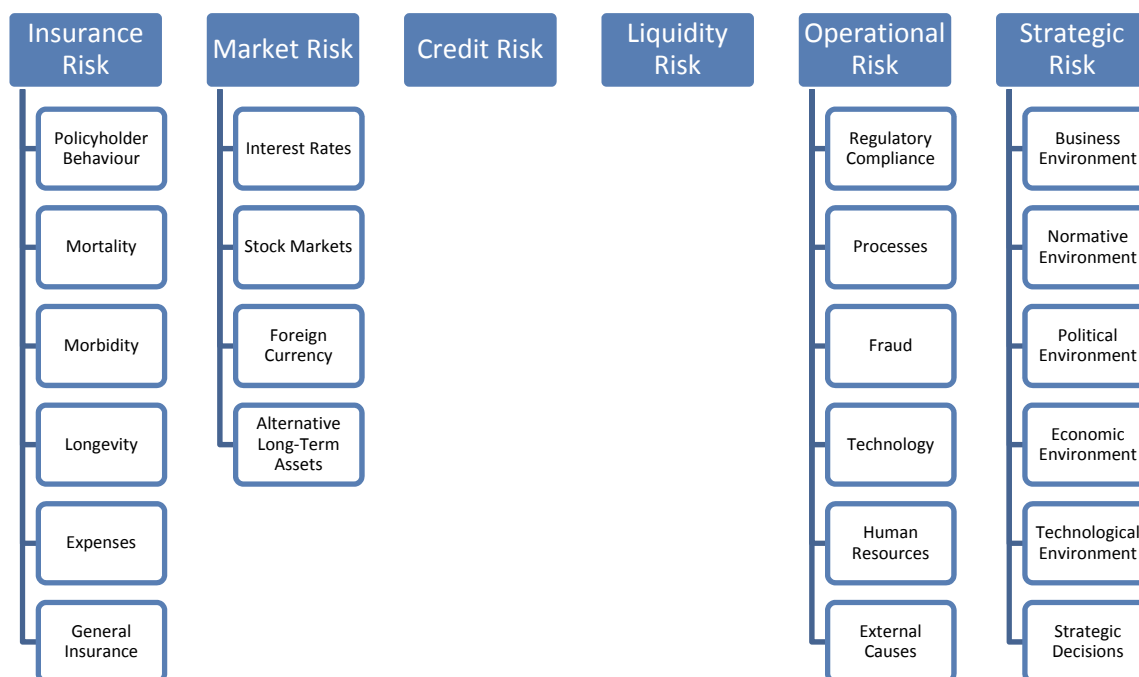 Insurance
Risk
Policyholder
Behaviour
Mortality
Morbidity
Longevity
Expenses
General
Insurance
Market Risk
Interest Rates
Stock Markets
Foreign
Currency
Alternative
Long-Term
Assets
Credit Risk
Liquidity
Risk
Operational
Risk
Regulatory
Compliance
Processes
Fraud
Technology
Human
Resources
External
Causes
Strategic
Risk
Business
Environment
Normative
Environment
Political
Environment
Economic
Environment
Technological
Environment
Strategic
Decisions